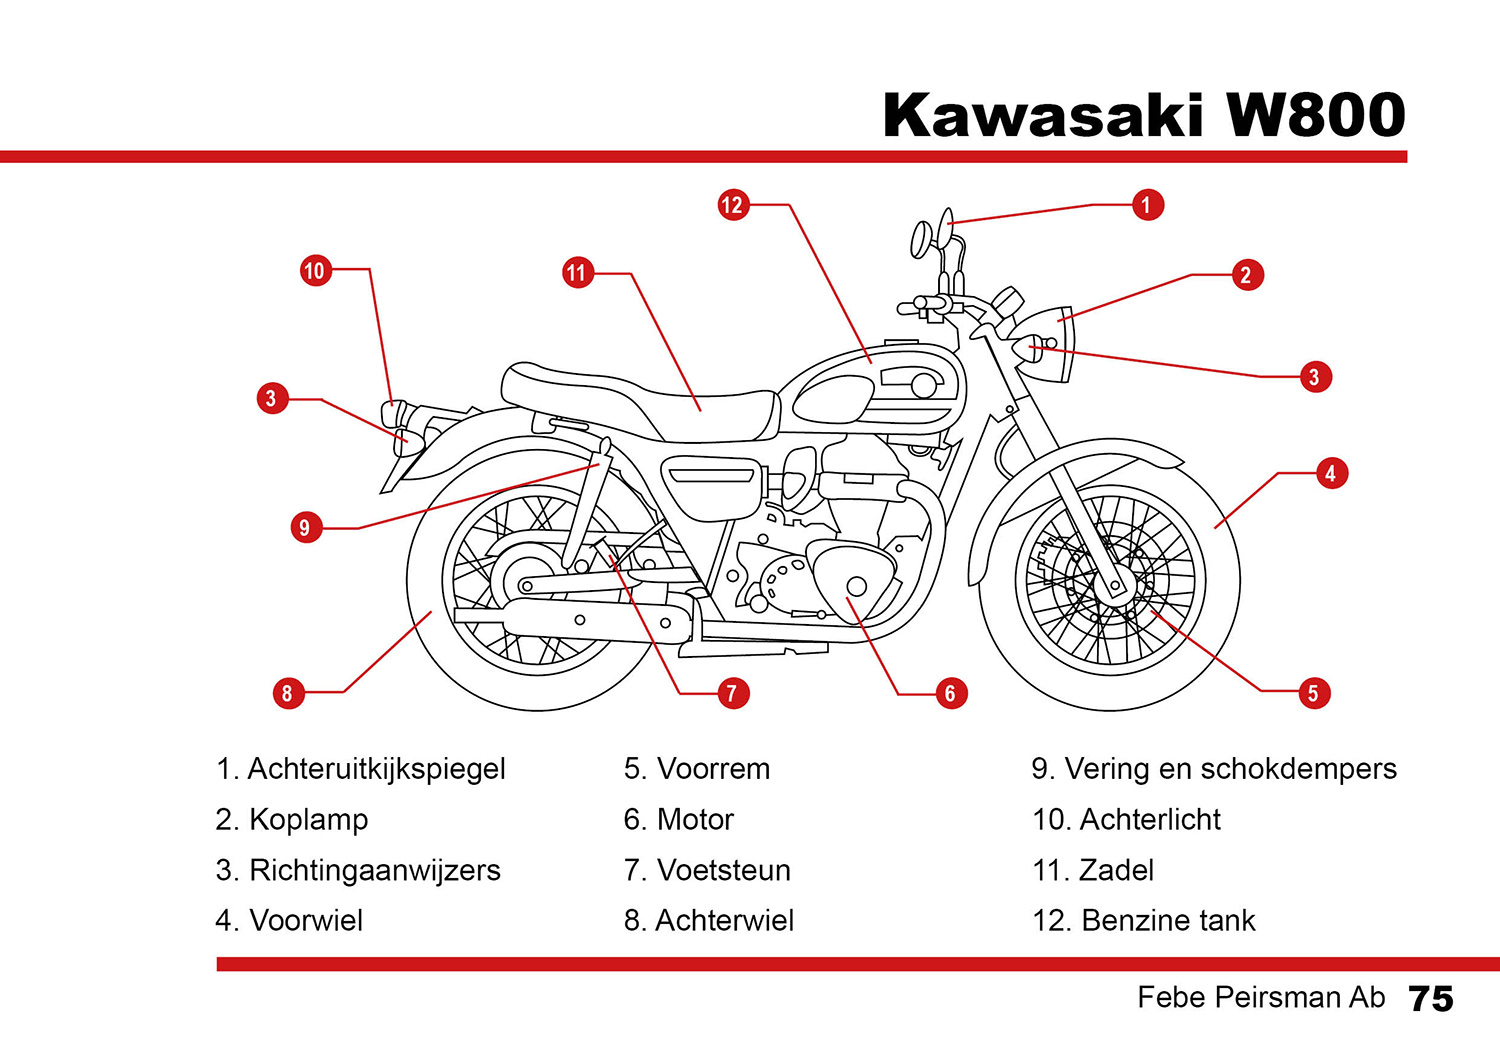 Kawasaki W800
12
1
10
11
2
3
3
4
9
8
7
6
5
1. Achteruitkijkspiegel
2. Koplamp
3. Richtingaanwijzers
4. Voorwiel
5. Voorrem
6. Motor
7. Voetsteun
8. Achterwiel
9. Vering en schokdempers
10. Achterlicht
11. Zadel
12. Benzine tank
Febe Peirsman Ab 75